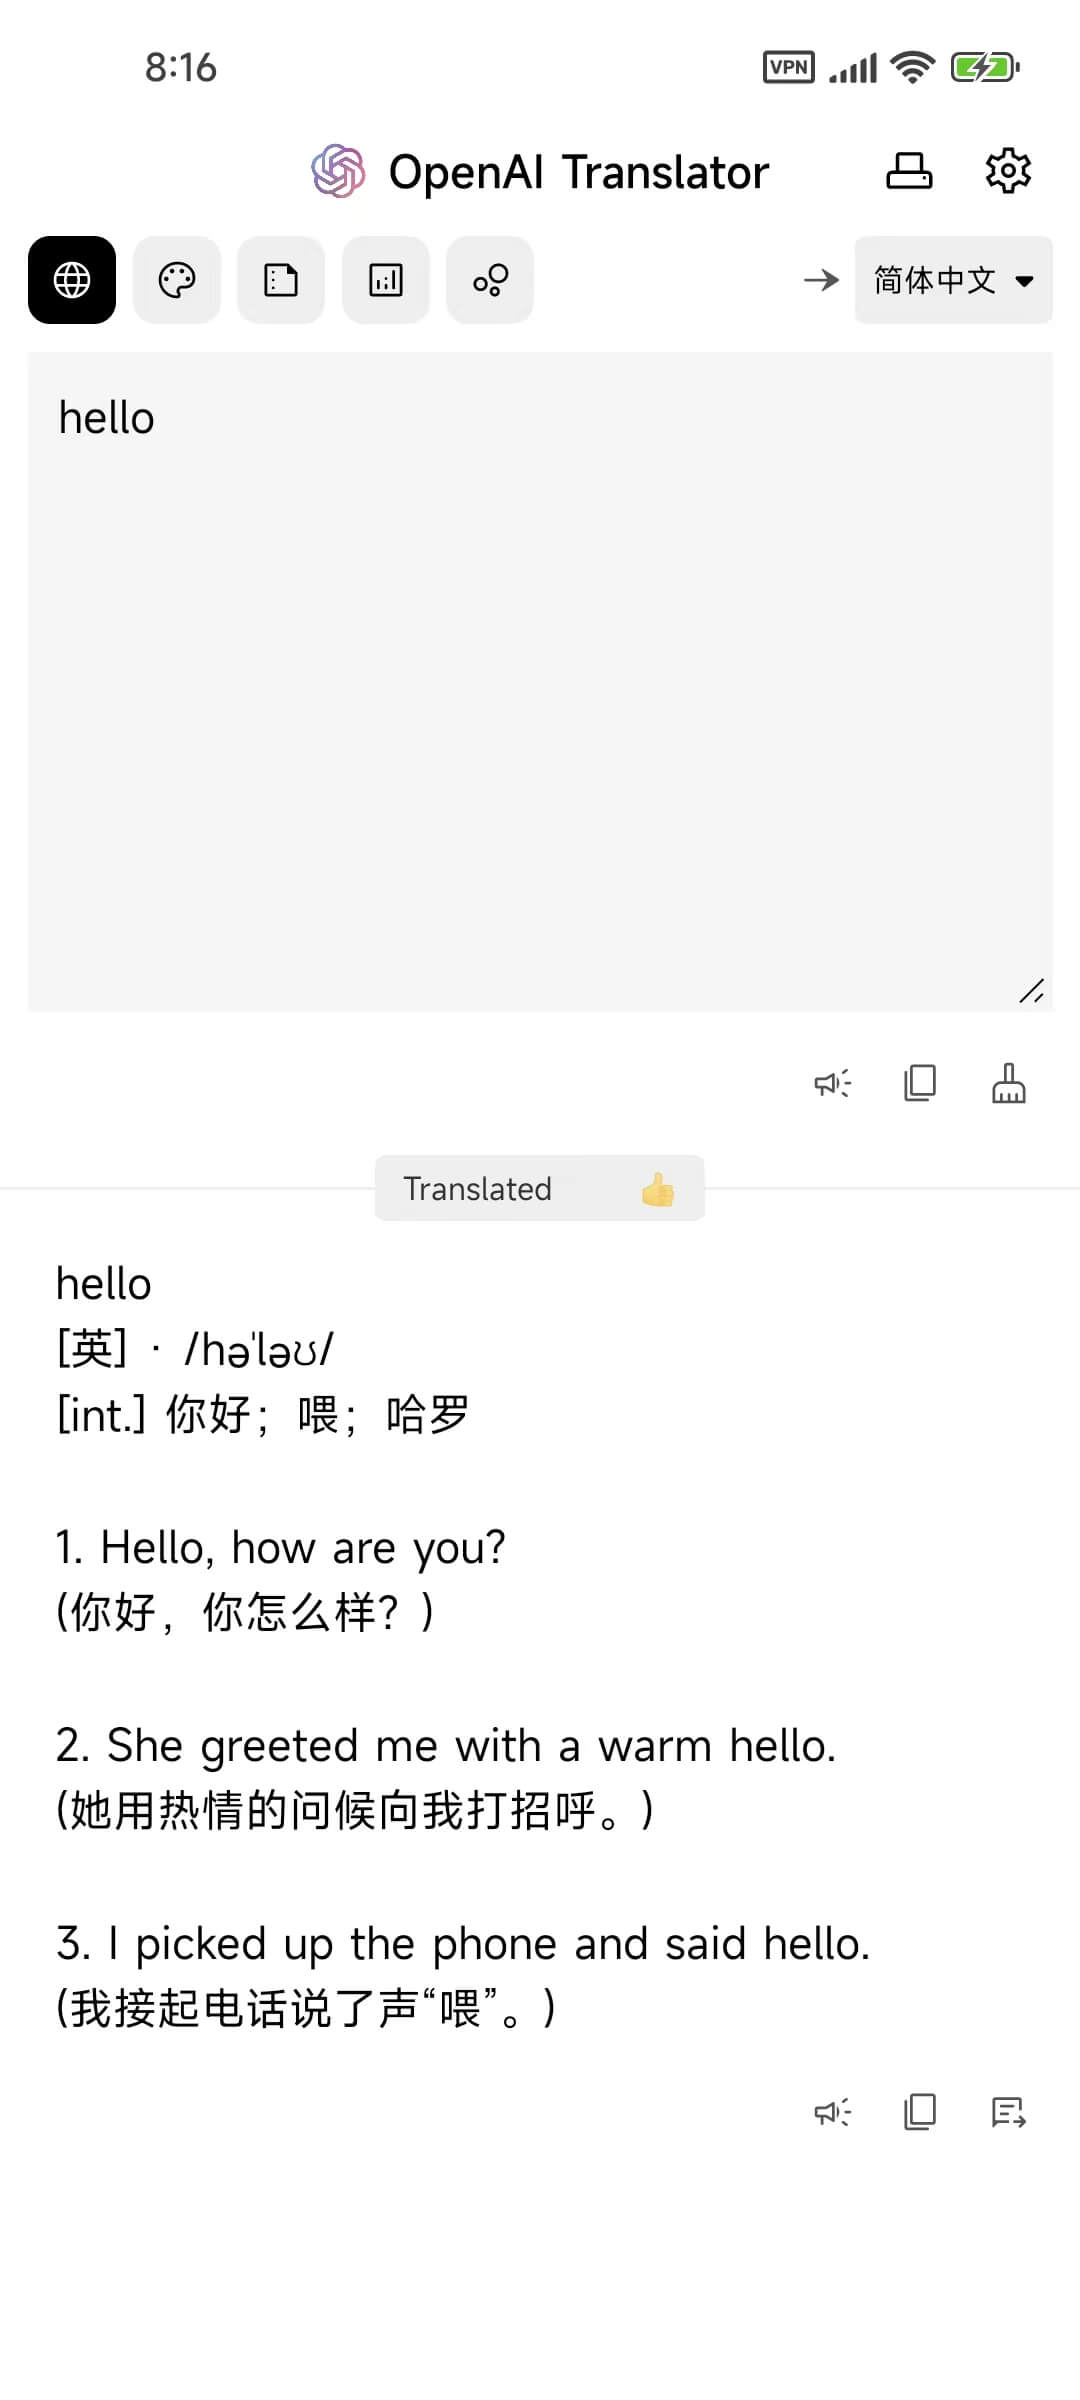 8:16
VPN
OpenAI Translator
简体中文
hello
Translated
hello
[英] · /həˈləʊ/
[int.] 你好；喂；哈罗
1. Hello, how are you?
(你好，你怎么样？)
2. She greeted me with a warm hello.
(她用热情的问候向我打招呼。)
3. I picked up the phone and said hello.
(我接起电话说了声“喂”。)